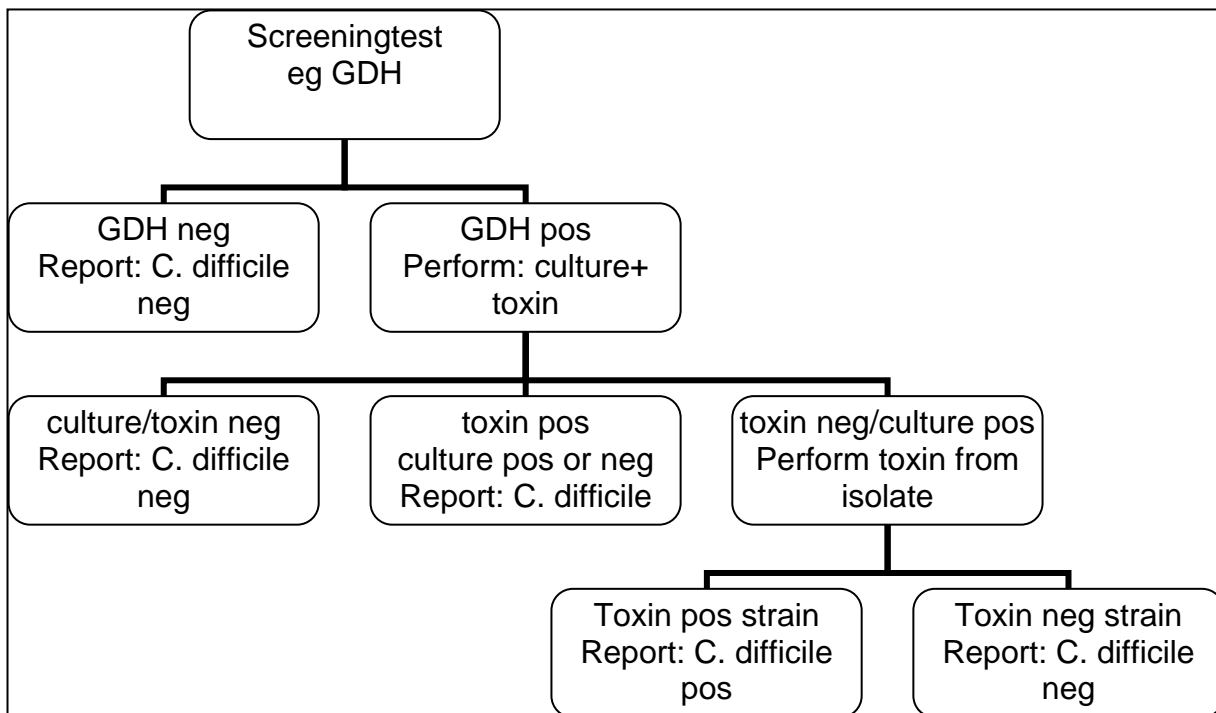 Screeningtest
eg GDH
GDH neg
Report: C. difficile
neg
GDH pos
Perform: culture+
toxin
culture/toxin neg
Report: C. difficile
neg
toxin pos
culture pos or neg
Report: C. difficile
toxin neg/culture pos
Perform toxin from
isolate
Toxin pos strain
Report: C. difficile
pos
Toxin neg strain
Report: C. difficile
neg